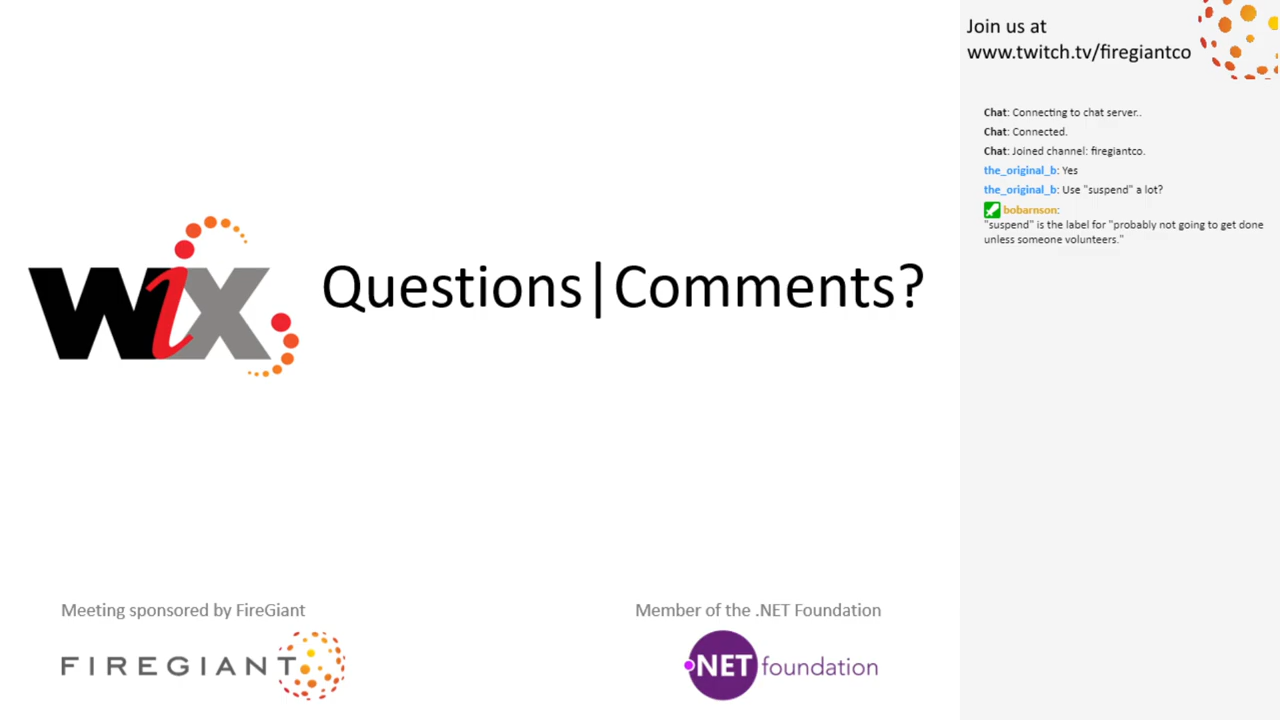 WiX
Questions|Comments?
Meeting sponsored by FireGiant
FIREGIANT
Member of the .NET Foundation
.NET foundation
Join us at
www.twitch.tv/firegiantco
Chat: Connecting to chat server..
Chat: Connected.
Chat: Joined channel: firegiantco.
the_original_b: Yes
the_original_b: Use "suspend" a lot?
bobarnson:
"suspend" is the label for "probably not going to get done
unless someone volunteers."